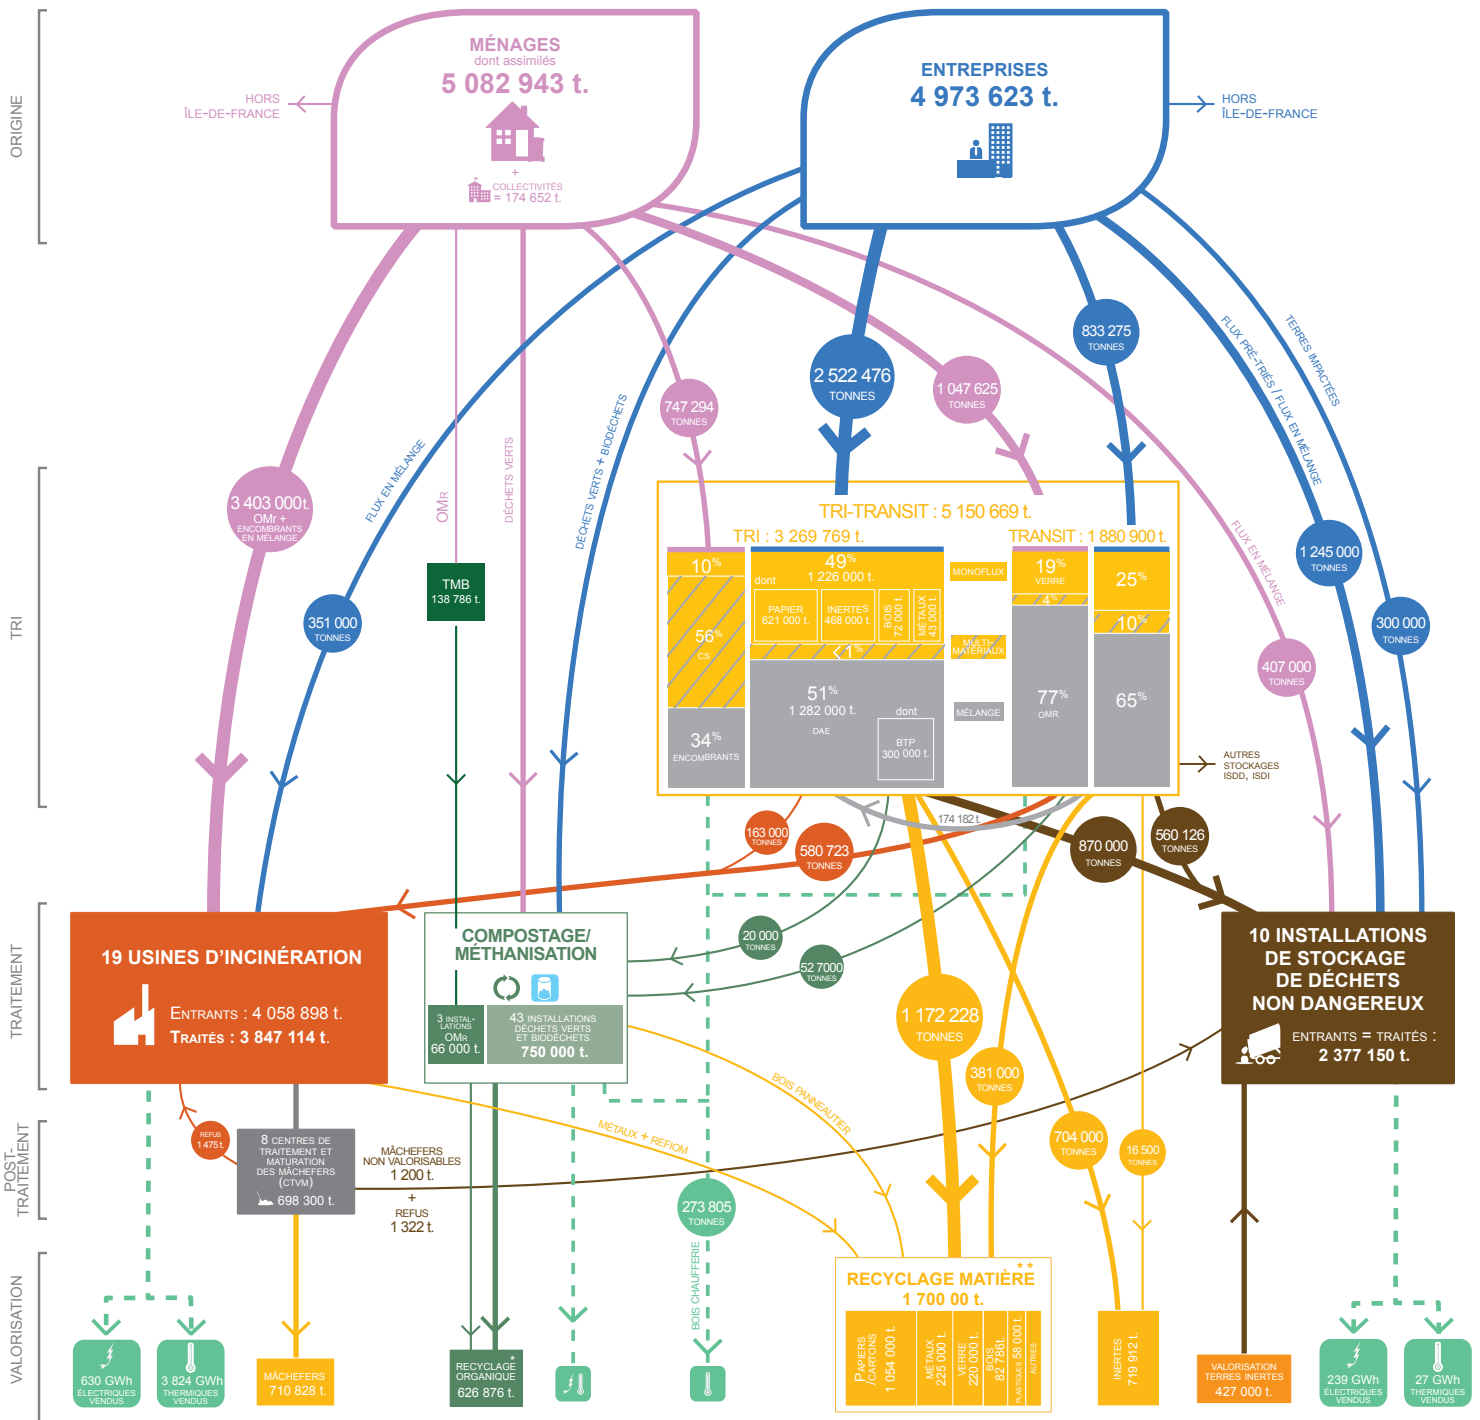 ORIGINE
MÉNAGES
dont assimilés
5 082 943 t.
+
COLLECTIVITÉS
= 174 652 t.
HORS
ÎLE-DE-FRANCE
ENTREPRISES
4 973 623 t.
HORS
ÎLE-DE-FRANCE
TRI
3 403 000t.
OMr +
ENCOMBRANTS
EN MÉLANGE
351 000
TONNES
FLUX EN MÉLANGE
OMR
DÉCHETS VERTS
DÉCHETS VERTS + BIODÉCHETS
747 294
TONNES
2 522 476
TONNES
1 047 625
TONNES
833 275
TONNES
FLUX PRÉ-TRIÉS / FLUX EN MÉLANGE
TERRES IMPACTÉES
FLUX EN MÉLANGE
1 245 000
TONNES
300 000
TONNES
407 000
TONNES
TMB
138 786 t.
TRI-TRANSIT : 5 150 669 t.
TRI : 3 269 769 t.
TRANSIT : 1 880 900 t.
10%
56%
CS
34%
ENCOMBRANTS
49%
1 226 000 t.
dont
PAPIER
621 000 t.
INERTES
468 000 t.
BOIS
72 000 t.
MÉTAUX
43 000 t.
<1%
51%
1 282 000 t.
DAE
dont
BTP
300 000 t.
MONOFLUX
MULTI-
MATÉRIAUX
MÉLANGE
19%
VERRE
4%
77%
OMR
25%
10%
65%
AUTRES
STOCKAGES
ISDD, ISDI
163 000
TONNES
580 723
TONNES
174 182 t.
870 000
TONNES
560 126
TONNES
TRAITEMENT
19 USINES D'INCINÉRATION
ENTRANTS : 4 058 898 t.
TRAITÉS : 3 847 114 t.
COMPOSTAGE/
MÉTHANISATION
3 INSTAL-
LATIONS
OMR
66 000 t.
43 INSTALLATIONS
DÉCHETS VERTS
ET BIODÉCHETS
750 000 t.
20 000
TONNES
52 7000
TONNES
1 172 228
TONNES
381 000
TONNES
10 INSTALLATIONS
DE STOCKAGE
DE DÉCHETS
NON DANGEREUX
ENTRANTS = TRAITÉS :
2 377 150 t.
POST-
TRAITEMENT
REFUS
1 475 t.
8 CENTRES DE
TRAITEMENT ET
MATURATION
DES MÂCHEFERS
(CTVM)
698 300 t.
MÂCHEFERS
NON VALORISABLES
1 200 t.
+
REFUS
1 322 t.
MÉTAUX + REFIOM
BOIS PANNEAUTIER
273 805
TONNES
BOIS CHAUFFERIE
704 000
TONNES
16 500
TONNES
VALORISATION
630 GWh
ÉLECTRIQUES
VENDUS
3 824 GWh
THERMIQUES
VENDUS
MÂCHEFERS
710 828 t.
RECYCLAGE *
ORGANIQUE
626 876 t.
RECYCLAGE MATIÈRE **
1 700 00 t.
PAPIERS
/CARTONS
1 054 000 t.
MÉTAUX
225 000 t.
VERRE
220 000 t.
BOIS
82 786t.
PLASTIQUES 58 000 t.
AUTRES
INERTES
719 912 t.
VALORISATION
TERRES INERTES
427 000 t.
239 GWh
ÉLECTRIQUES
VENDUS
27 GWh
THERMIQUES
VENDUS